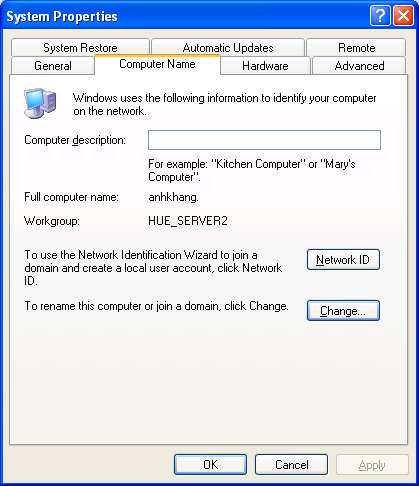 System Properties
System Restore
Automatic Updates
Remote
General
Computer Name
Hardware
Advanced
Windows uses the following information to identify your computer
on the network.
Computer description:
For example: "Kitchen Computer" or "Mary's
Computer".
Full computer name:
anhkhang.
Workgroup:
HUE_SERVER2
To use the Network Identification Wizard to join a
domain and create a local user account, click Network
ID.
Network ID
To rename this computer or join a domain, click Change.
Change...
OK
Cancel
Apply